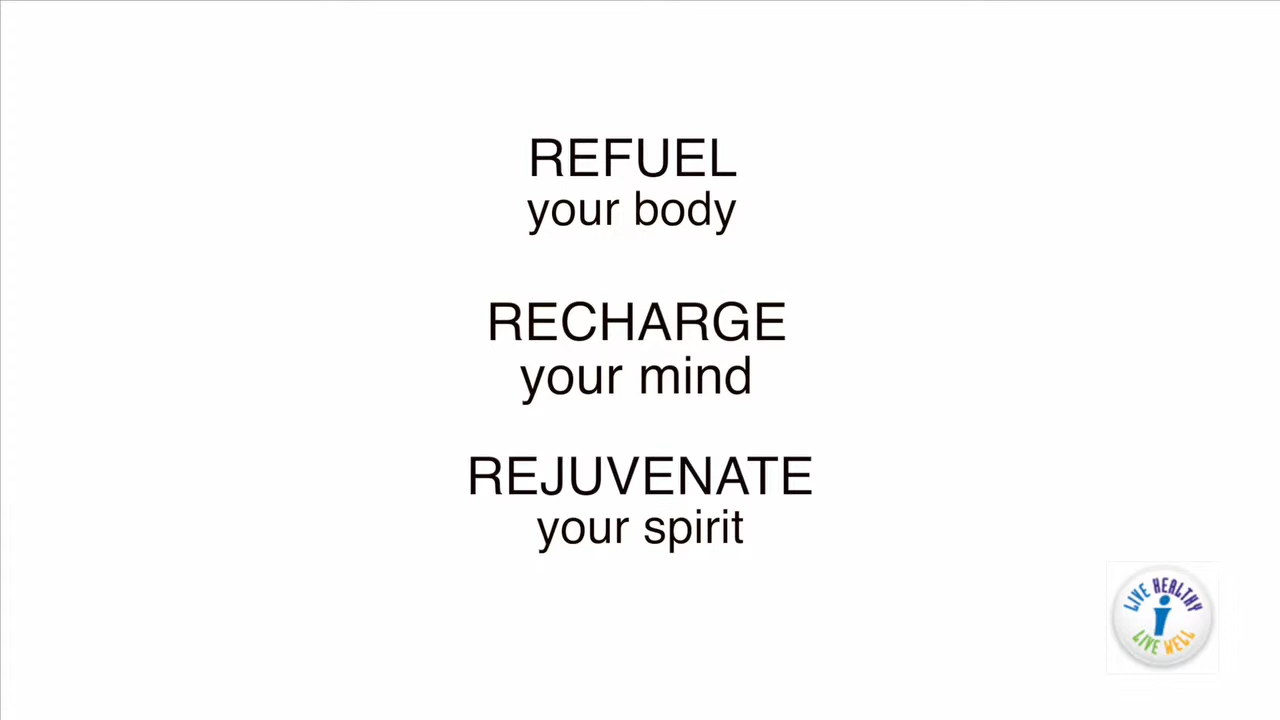 REFUEL
your body
RECHARGE
your mind
REJUVENATE
your spirit
LIVE HEALTHY
i
LIVE WELL